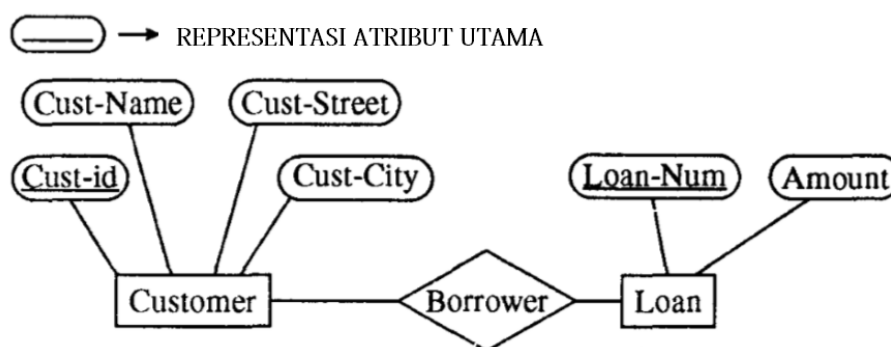 REPRESENTASI ATRIBUT UTAMA
Cust-Name Cust-Street
Cust-id Cust-City Loan-Num Amount
Customer Borrower Loan